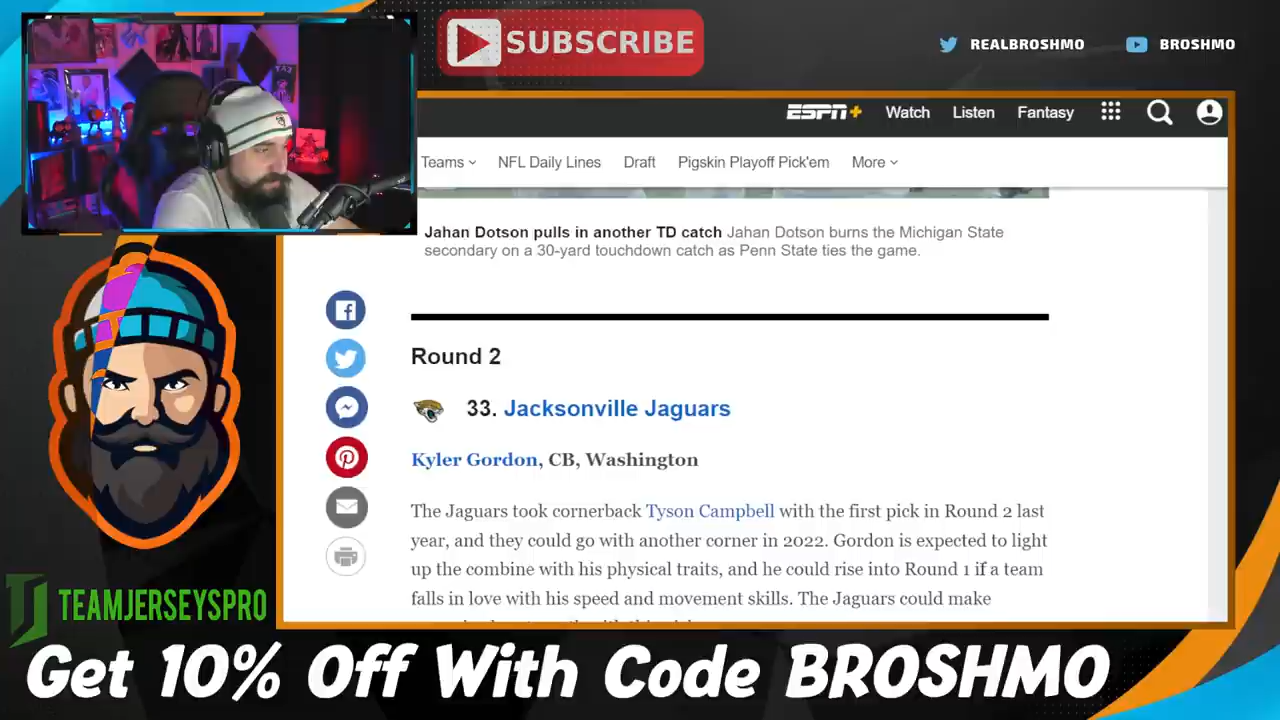 SUBSCRIBE
REALBROSHMO
BROSHMO
ESPN+
Watch
Listen
Fantasy
Teams
NFL Daily Lines
Draft
Pigskin Playoff Pick'em
More
Jahan Dotson pulls in another TD catch Jahan Dotson burns the Michigan State
secondary on a 30-yard touchdown catch as Penn State ties the game.
Round 2
33. Jacksonville Jaguars
Kyler Gordon, CB, Washington
The Jaguars took cornerback Tyson Campbell with the first pick in Round 2 last
year, and they could go with another corner in 2022. Gordon is expected to light
up the combine with his physical traits, and he could rise into Round 1 if a team
falls in love with his speed and movement skills. The Jaguars could make
TJ TEAMJERSEYSPRO
Get 10% Off With Code BROSHMO